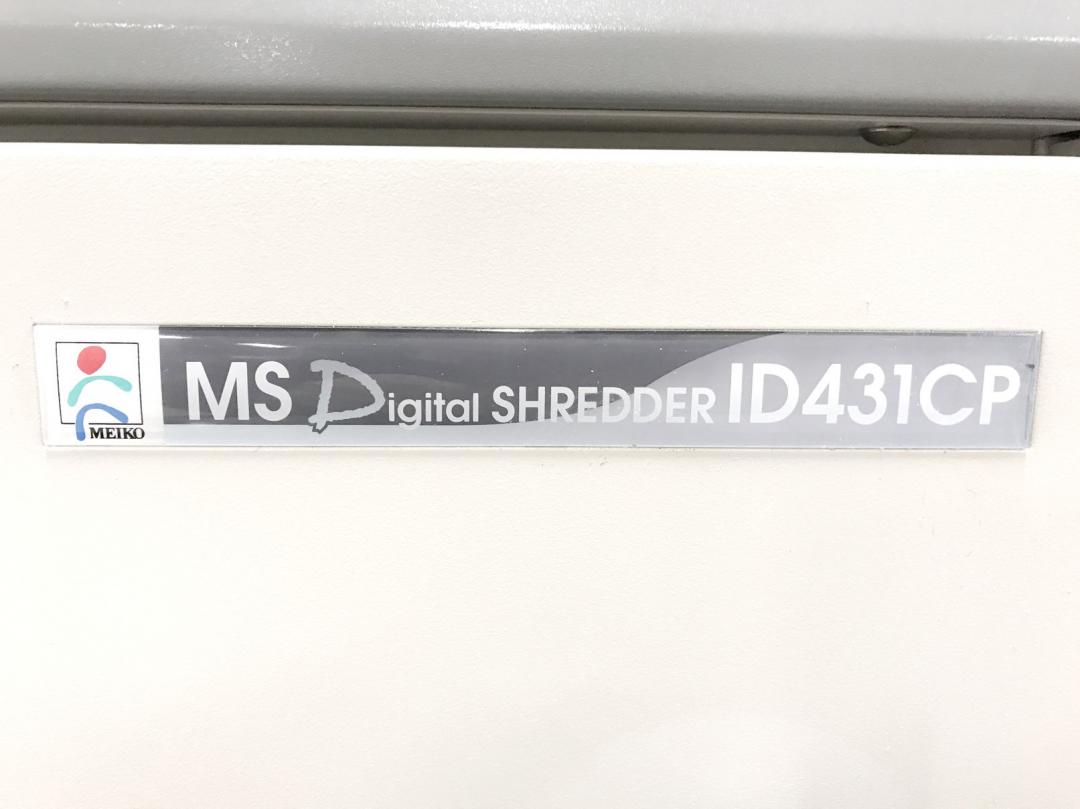 MEIKO
MS Digital SHREDDER ID431CP